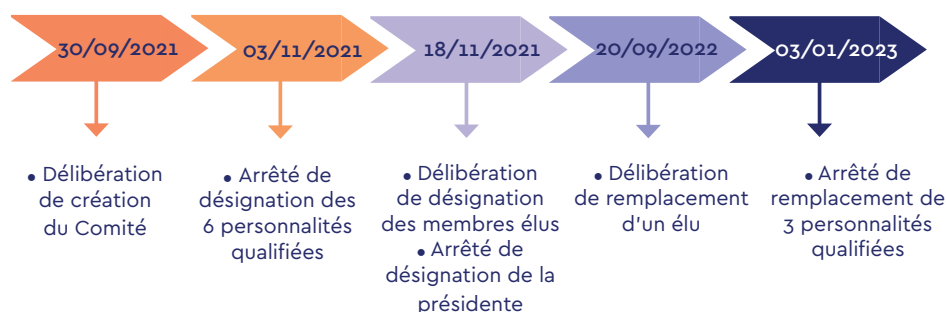 30/09/2021
03/11/2021
18/11/2021
20/09/2022
03/01/2023
• Délibération
de création
du Comité
• Arrêté de
désignation des
6 personnalités
qualifiées
• Délibération
de désignation
des membres élus
• Arrêté de
désignation de la
présidente
• Délibération
de remplacement
d'un élu
• Arrêté de
remplacement de
3 personnalités
qualifiées